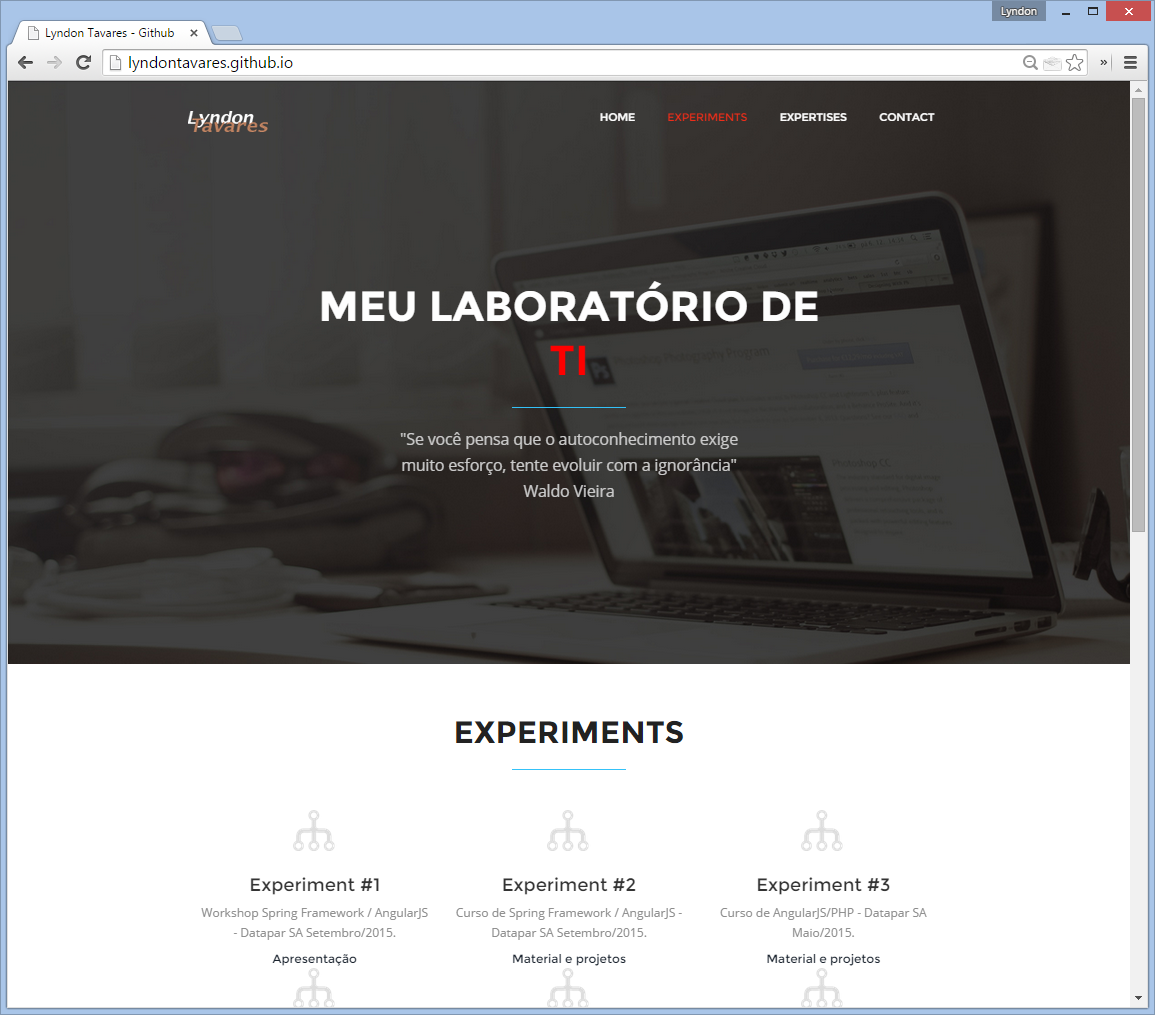 Lyndon
Lyndon Tavares - Github
lyndontavares.github.io
Lyndon
Tavares
HOME EXPERIMENTS EXPERTISES CONTACT
MEU LABORATÓRIO DE
TI
"Se você pensa que o autoconhecimento exige
muito esforço, tente evoluir com a ignorância"
Waldo Vieira
EXPERIMENTS
Experiment #1
Workshop Spring Framework / AngularJS
- Datapar SA Setembro/2015.
Apresentação
Experiment #2
Curso de Spring Framework / AngularJS -
Datapar SA Setembro/2015.
Material e projetos
Experiment #3
Curso de AngularJS/PHP - Datapar SA
Maio/2015.
Material e projetos